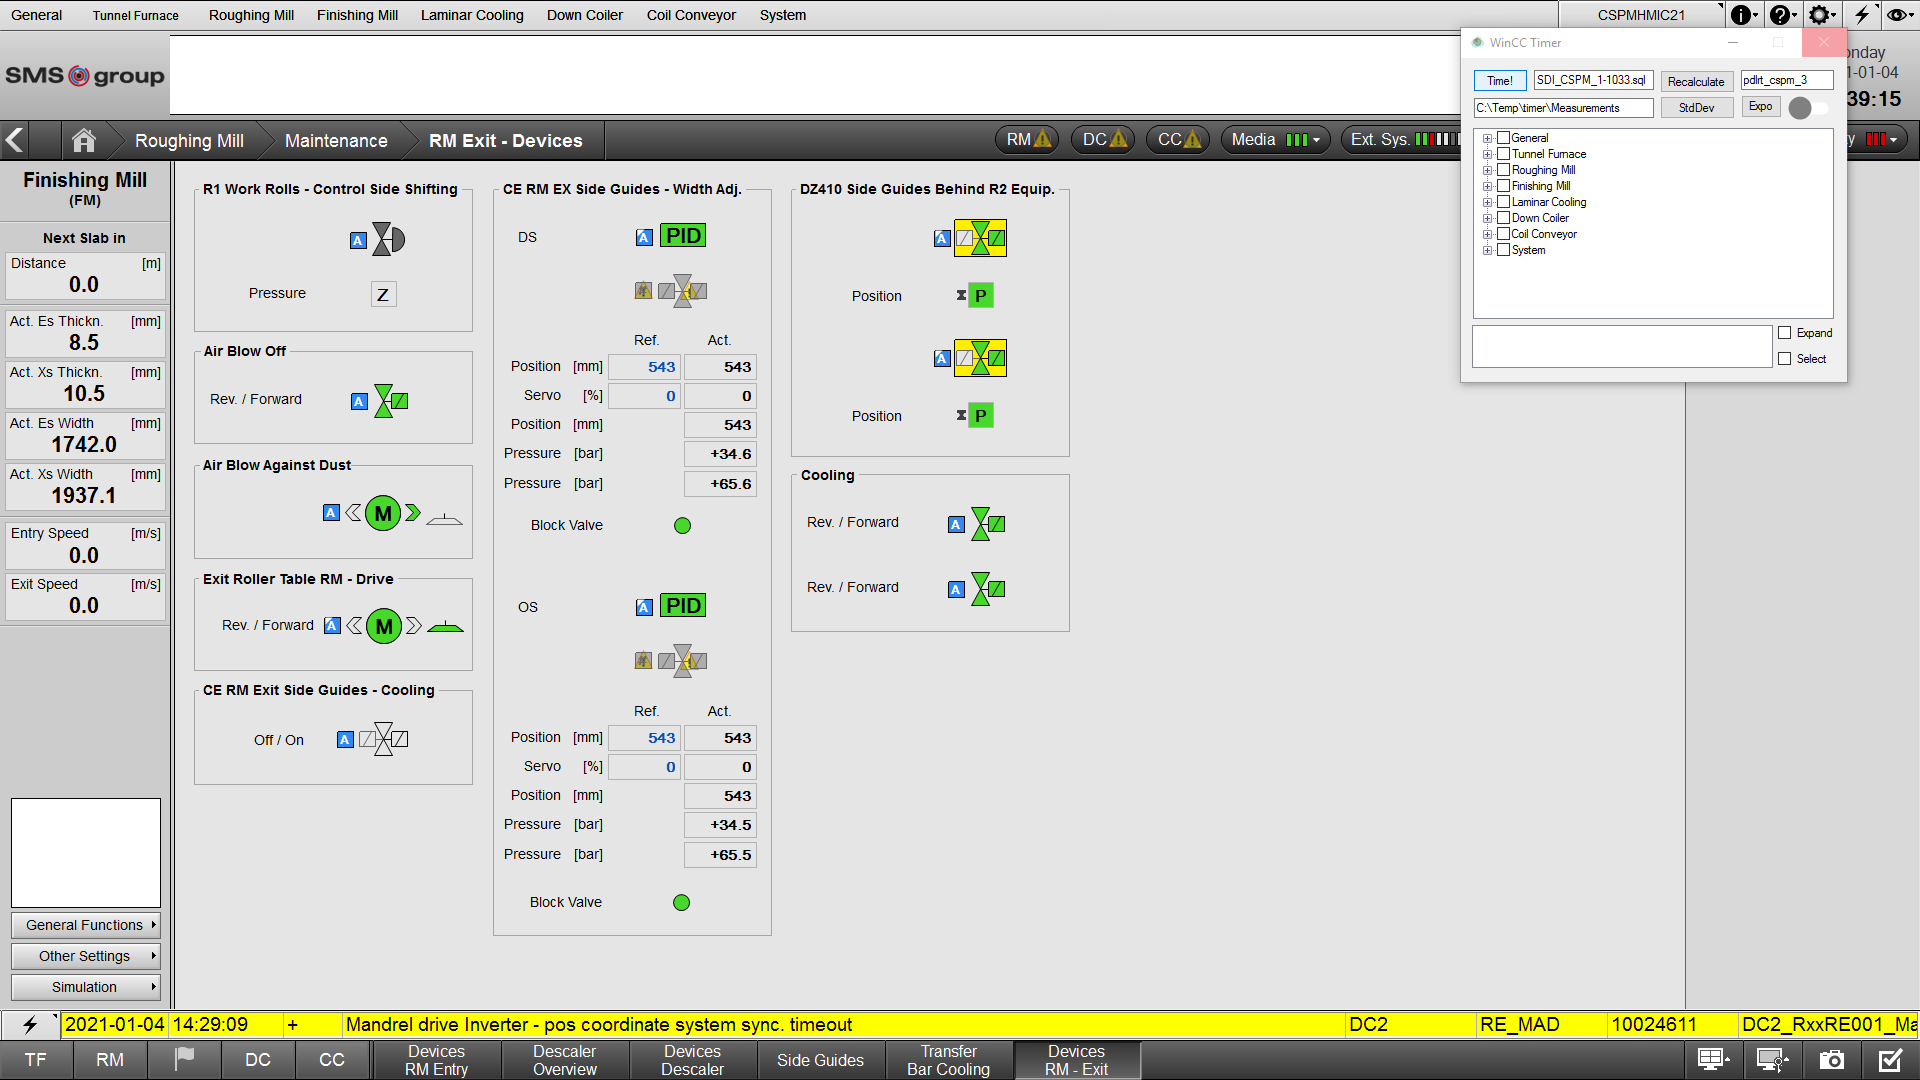 General Tunnel Furnace Roughing Mill Finishing Mill Laminar Cooling Down Coiler Coil Conveyor System CSPMHMIC21
SMS group
WinCC Timer
Time! SDI_CSPM_1-1033.sql Recalculate pdlrt_cspm_3
C:\Temp\timer\Measurements StdDev Expo
General
Tunnel Furnace
Roughing Mill
Finishing Mill
Laminar Cooling
Down Coiler
Coil Conveyor
System
Expand
Select
nday
1-01-04
39:15
Roughing Mill Maintenance RM Exit - Devices RM DC CC Media Ext. Sys. y
Finishing Mill
(FM)
Next Slab in
Distance [m]
0.0
Act. Es Thickn. [mm]
8.5
Act. Xs Thickn. [mm]
10.5
Act. Es Width [mm]
1742.0
Act. Xs Width [mm]
1937.1
Entry Speed [m/s]
0.0
Exit Speed [m/s]
0.0
General Functions
Other Settings
Simulation
R1 Work Rolls - Control Side Shifting
A
Pressure Z
Air Blow Off
Rev. / Forward A
Air Blow Against Dust
A M
Exit Roller Table RM - Drive
Rev. / Forward A M
CE RM Exit Side Guides - Cooling
Off / On A
CE RM EX Side Guides - Width Adj.
DS A PID
Ref. Act.
Position [mm] 543 543
Servo [%] 0 0
Position [mm] 543
Pressure [bar] +34.6
Pressure [bar] +65.6
Block Valve
OS A PID
Ref. Act.
Position [mm] 543 543
Servo [%] 0 0
Position [mm] 543
Pressure [bar] +34.5
Pressure [bar] +65.5
Block Valve
DZ410 Side Guides Behind R2 Equip.
A
Position P
A
Position P
Cooling
Rev. / Forward A
Rev. / Forward A
2021-01-04 14:29:09 + Mandrel drive Inverter - pos coordinate system sync. timeout DC2 RE_MAD 10024611 DC2_RxxRE001_Ma
TF RM DC CC
Devices
RM Entry
Descaler
Overview
Devices
Descaler
Side Guides
Transfer
Bar Cooling
Devices
RM - Exit